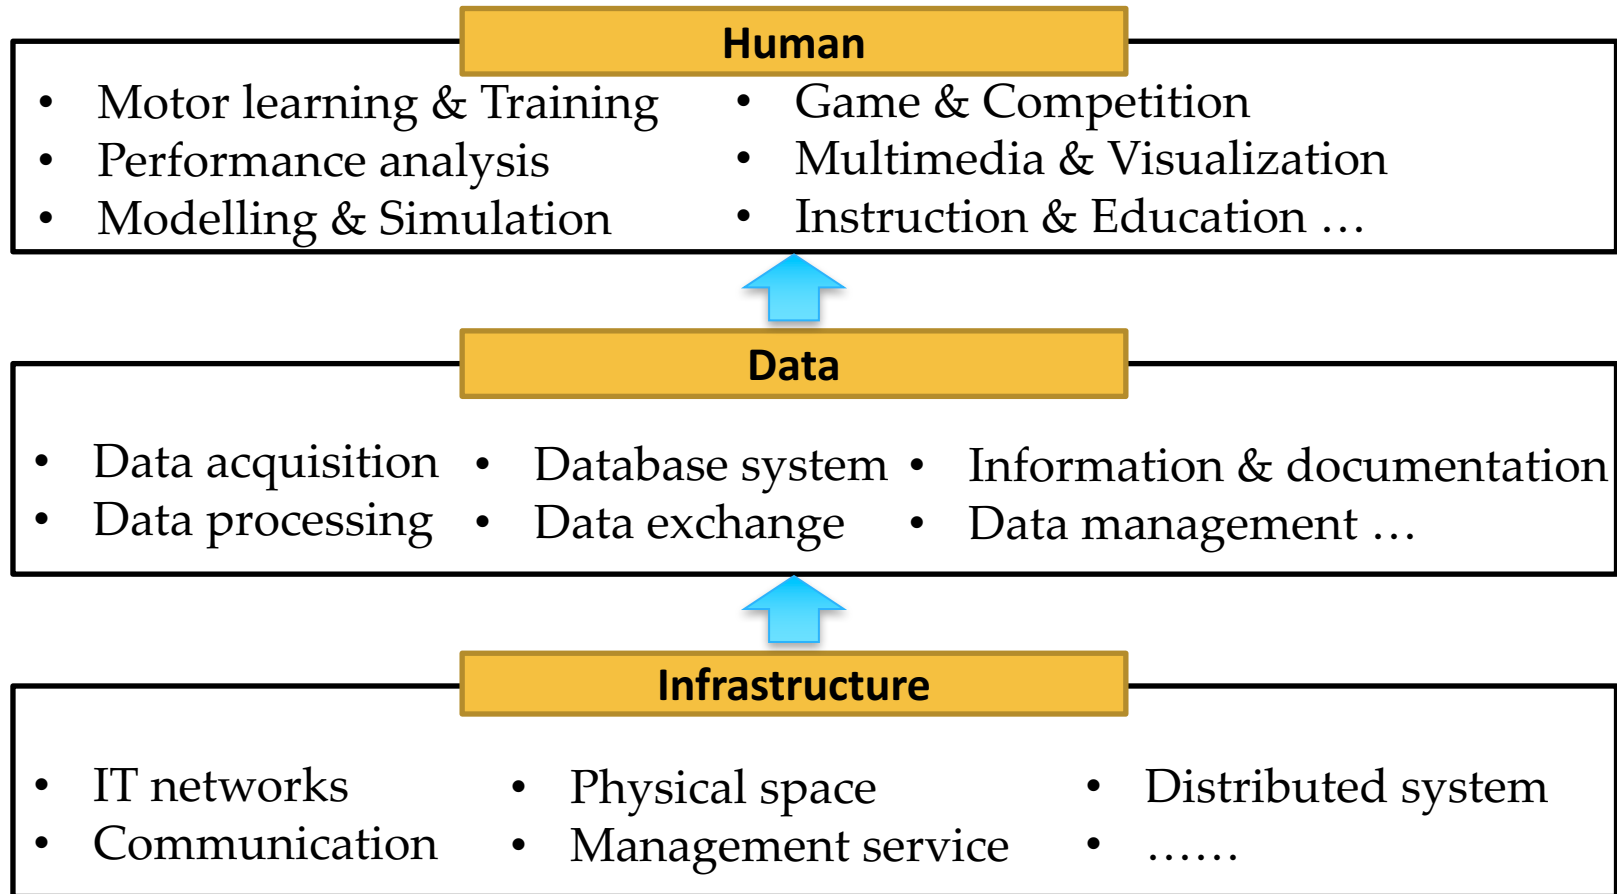 Human
• Motor learning & Training
• Performance analysis
• Modelling & Simulation
• Game & Competition
• Multimedia & Visualization
• Instruction & Education …
Data
• Data acquisition
• Data processing
• Database system
• Data exchange
• Information & documentation
• Data management …
Infrastructure
• IT networks
• Communication
• Physical space
• Management service
• Distributed system
• ……